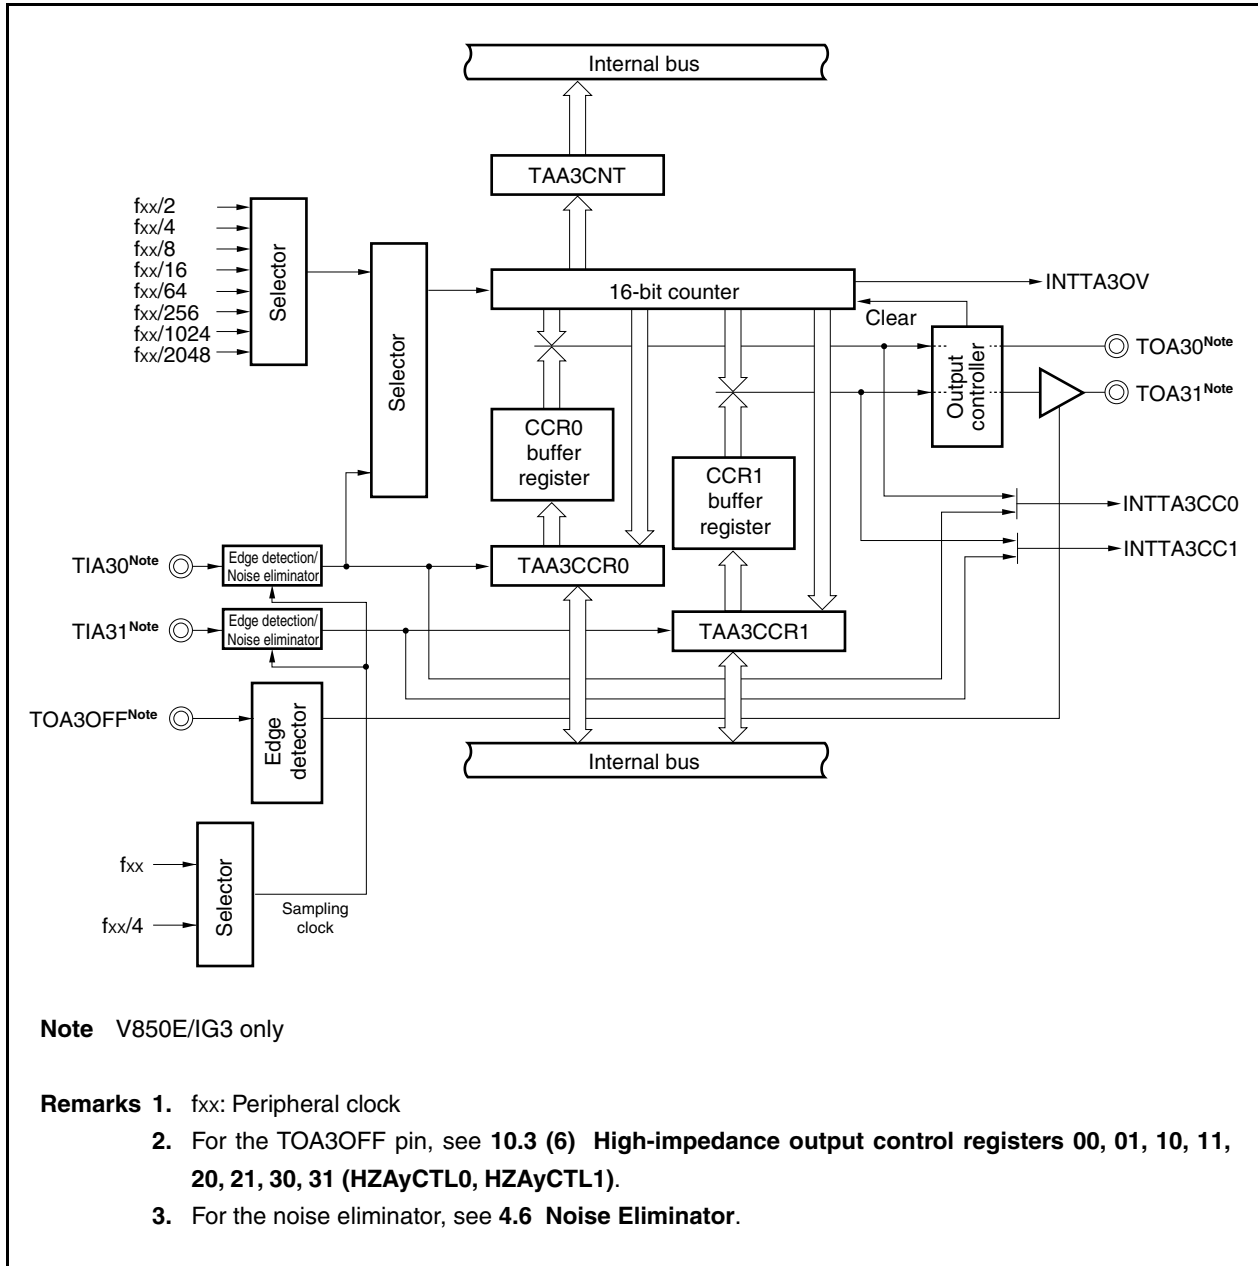 Internal bus
TAA3CNT
fxx/2
fxx/4
fxx/8
fxx/16
fxx/64
fxx/256
fxx/1024
fxx/2048
Selector
Selector
16-bit counter
INTTA3OV
Clear
Output
controller
TOA30Note
TOA31Note
CCR0
buffer
register
CCR1
buffer
register
INTTA3CC0
INTTA3CC1
TIA30Note
Edge detection/
Noise eliminator
TAA3CCR0
TIA31Note
Edge detection/
Noise eliminator
TAA3CCR1
TOA3OFFNote
Edge
detector
Internal bus
fxx
fxx/4
Selector
Sampling
clock
Note V850E/IG3 only
Remarks 1. fxx: Peripheral clock
2. For the TOA3OFF pin, see 10.3 (6) High-impedance output control registers 00, 01, 10, 11,
20, 21, 30, 31 (HZAyCTL0, HZAyCTL1).
3. For the noise eliminator, see 4.6 Noise Eliminator.